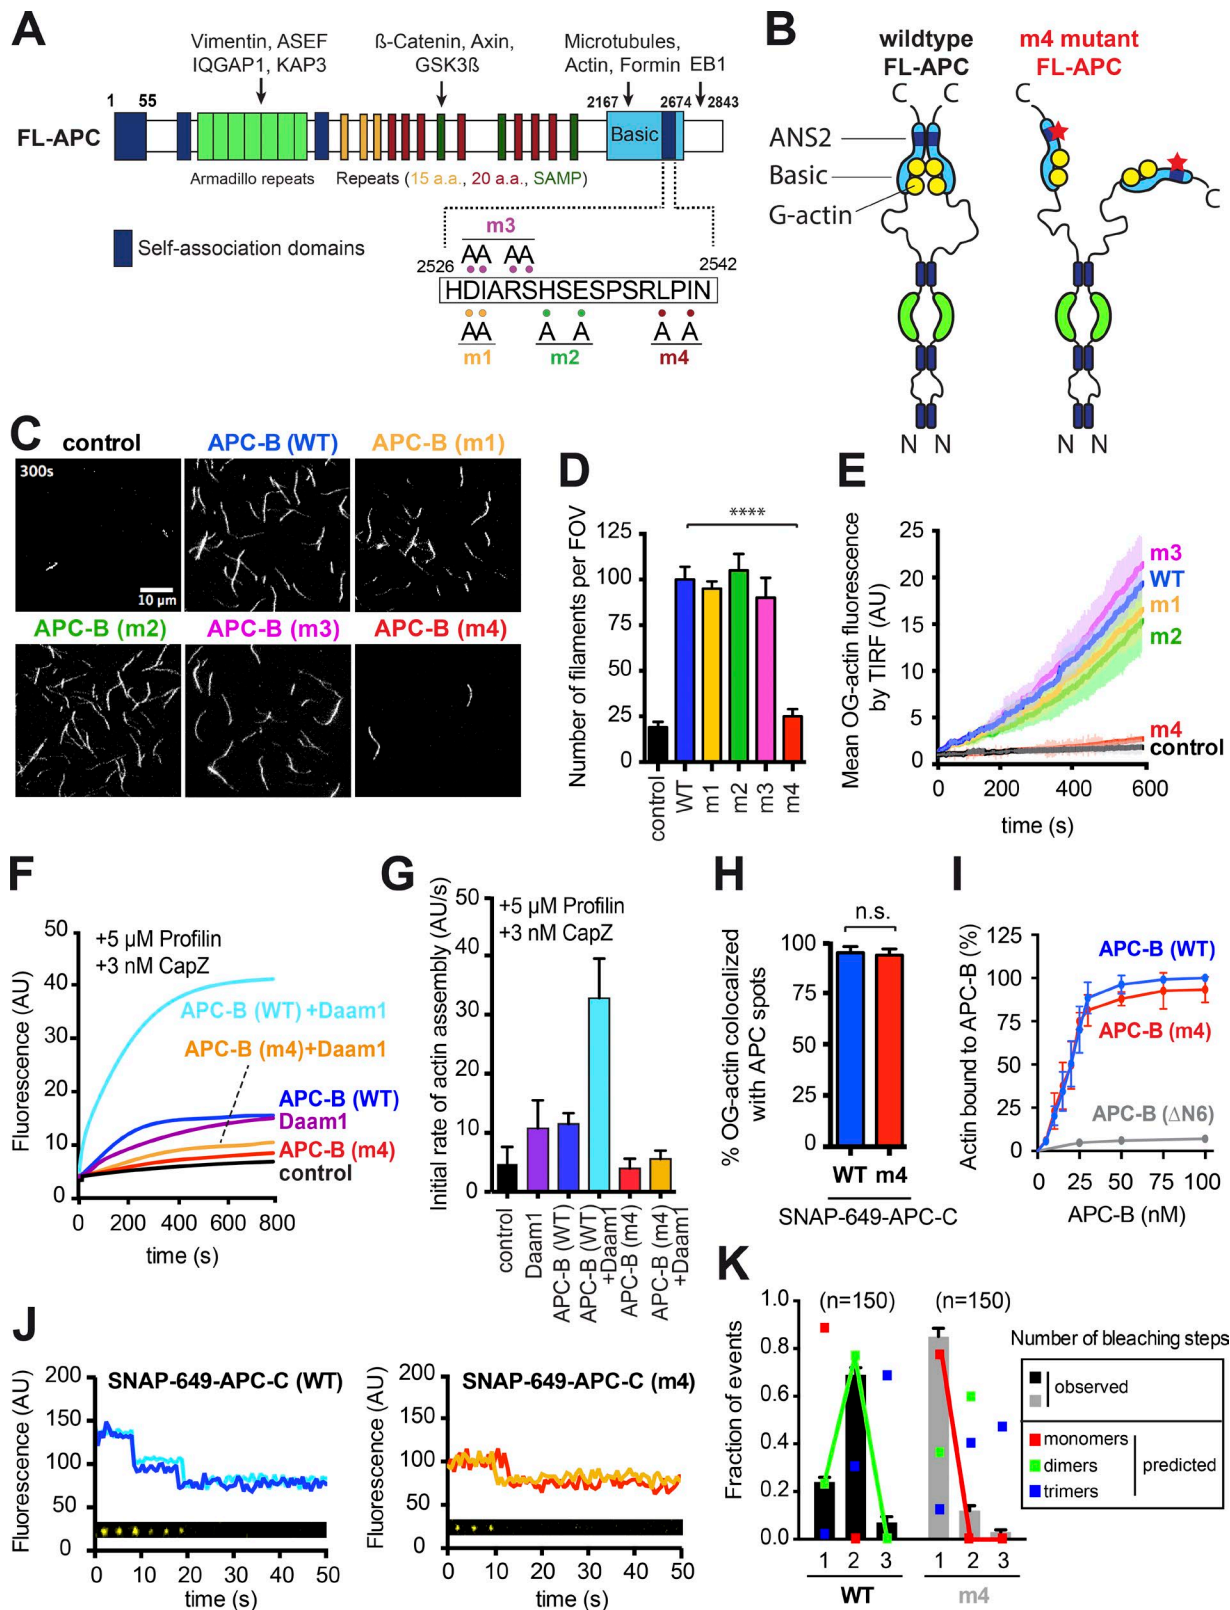 A
Vimentin, ASEF
IQGAP1, KAP3
ß-Catenin, Axin,
GSK3ß
Microtubules,
Actin, Formin
EB1
1
55
2167
2674
2843
FL-APC
Basic
Armadillo repeats
Repeats (15 a.a., 20 a.a., SAMP)
Self-association domains
m3
AA AA
2526
2542
HDIARSHSESPSRLPIN
AA
A A
A A
m1
m2
m4
B
wildtype
FL-APC
m4 mutant
FL-APC
C
C
C
ANS2
Basic
G-actin
N N
N N
C
control
APC-B (WT)
APC-B (m1)
300s
10 µm
APC-B (m2)
APC-B (m3)
APC-B (m4)
D
Number of filaments per FOV
****
125
100
75
50
25
0
control
WT
m1
m2
m3
m4
E
Mean OG-actin fluorescence
by TIRF (AU)
25
20
15
10
5
0
m3
WT
m1
m2
m4
control
0
200
400
600
time (s)
F
Fluorescence (AU)
50
40
30
20
10
0
+5 µM Profilin
+3 nM CapZ
APC-B (WT) +Daam1
APC-B (m4)+Daam1
APC-B (WT)
Daam1
APC-B (m4)
control
0
200
400
600
800
time (s)
G
Initial rate of actin assembly (AU/s)
50
40
30
20
10
0
+5 µM Profilin
+3 nM CapZ
control
Daam1
APC-B (WT)
APC-B (WT)
+Daam1
APC-B (m4)
APC-B (m4)
+Daam1
H
% OG-actin colocalized
with APC spots
n.s.
100
75
50
25
0
WT
m4
SNAP-649-APC-C
I
Actin bound to APC-B (%)
125
100
75
50
25
0
APC-B (WT)
APC-B (m4)
APC-B (ΔN6)
0
25
50
75
100
APC-B (nM)
J
Fluorescence (AU)
200
150
100
50
0
SNAP-649-APC-C (WT)
0
10
20
30
40
50
time (s)
Fluorescence (AU)
200
150
100
50
0
SNAP-649-APC-C (m4)
0
10
20
30
40
50
time (s)
K
Fraction of events
1.0
0.8
0.6
0.4
0.2
0.0
(n=150)
(n=150)
1
2
3
1
2
3
WT
m4
Number of bleaching steps
observed
monomers
dimers
trimers
predicted